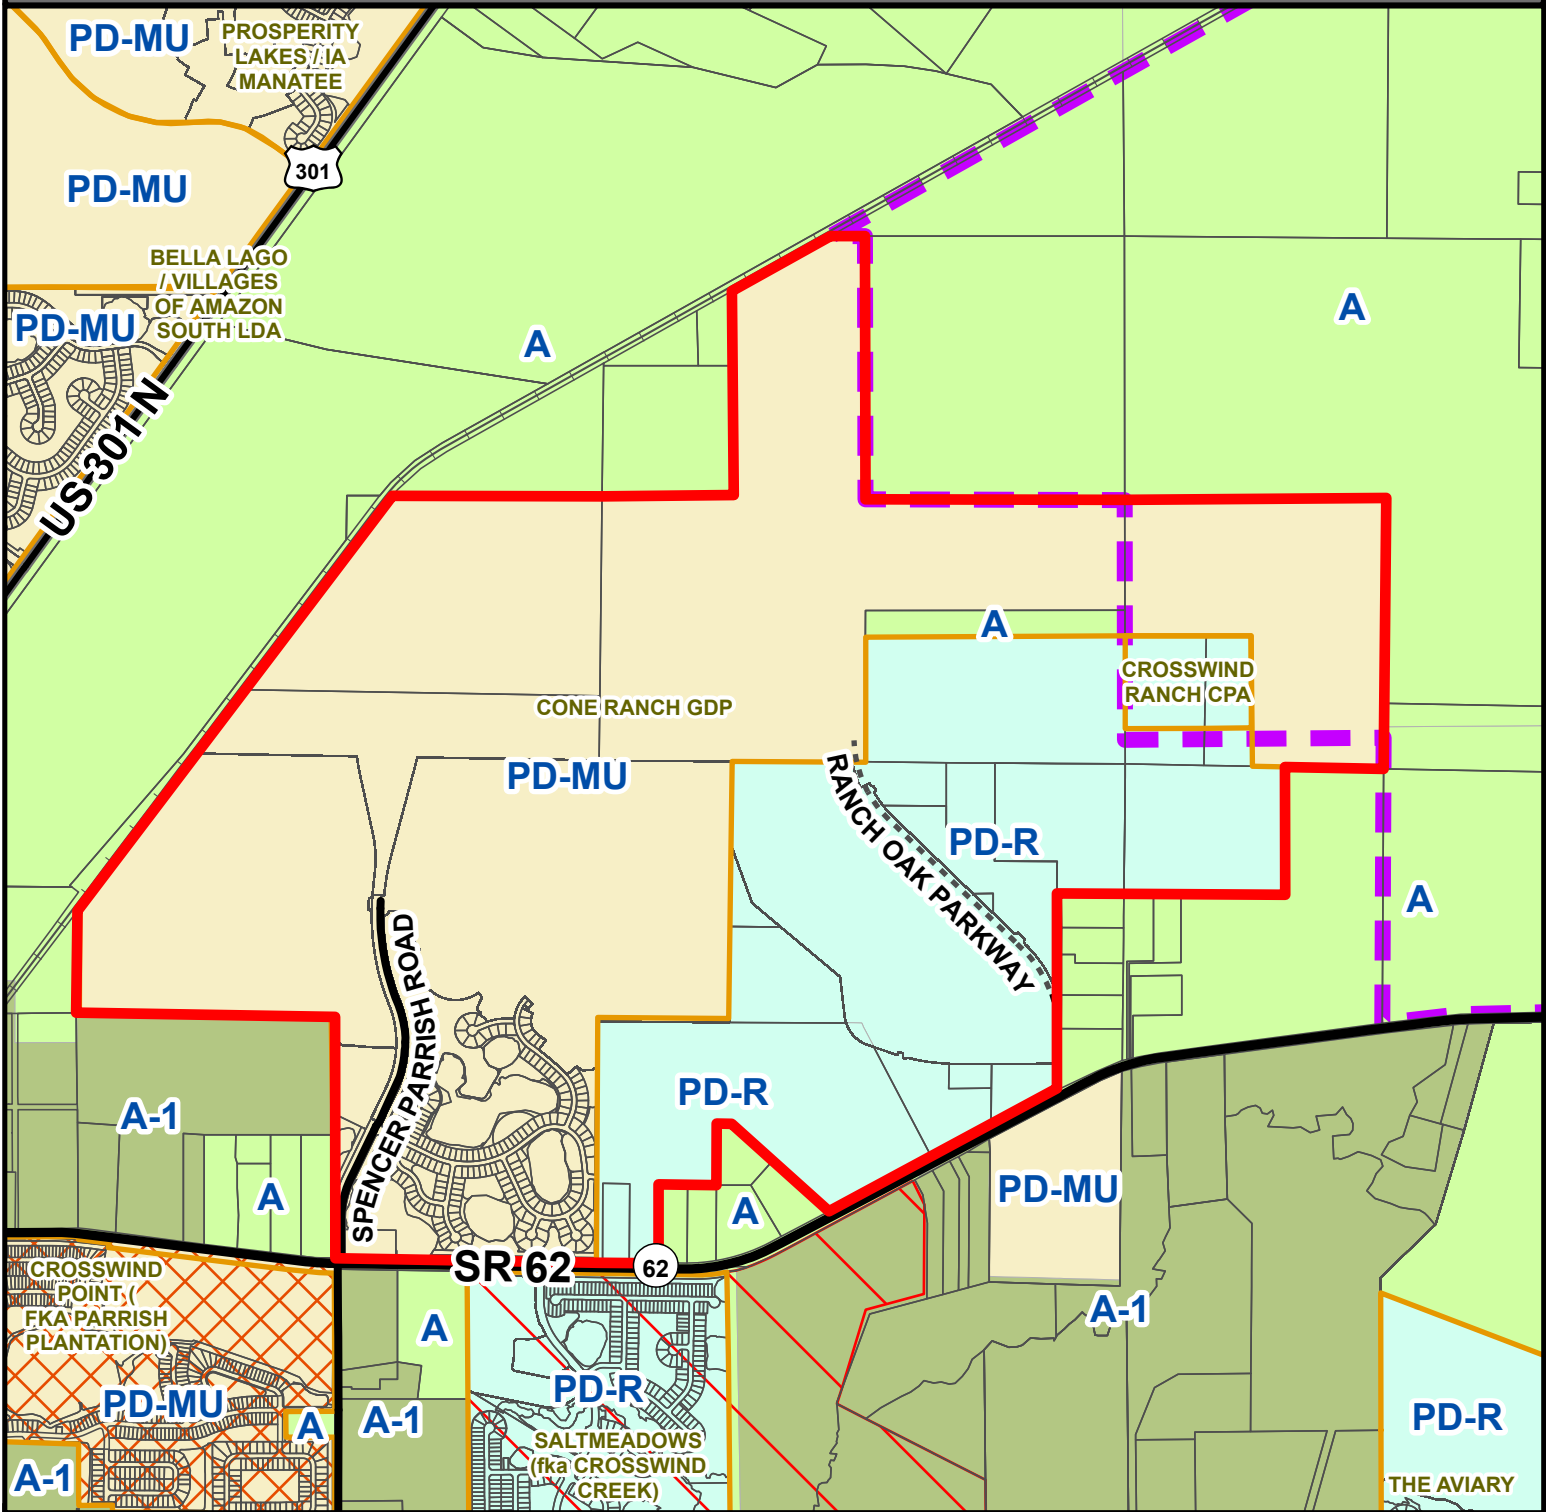 PD-MU
PROSPERITY
LAKES / IA
MANATEE
301
PD-MU
BELLA LAGO
/ VILLAGES
OF AMAZON
SOUTH LDA
PD-MU
A
A
US-301 N
A
CROSSWIND
RANCH CPA
CONE RANCH GDP
PD-MU
RANCH OAK PARKWAY
PD-R
A
SPENCER PARRISH ROAD
PD-R
A-1
A
A
PD-MU
SR 62
62
CROSSWIND
POINT (
FKA PARRISH
PLANTATION)
A
A-1
PD-MU
PD-R
A
A-1
PD-R
SALTMEADOWS
(fka CROSSWIND
CREEK)
A-1
THE AVIARY